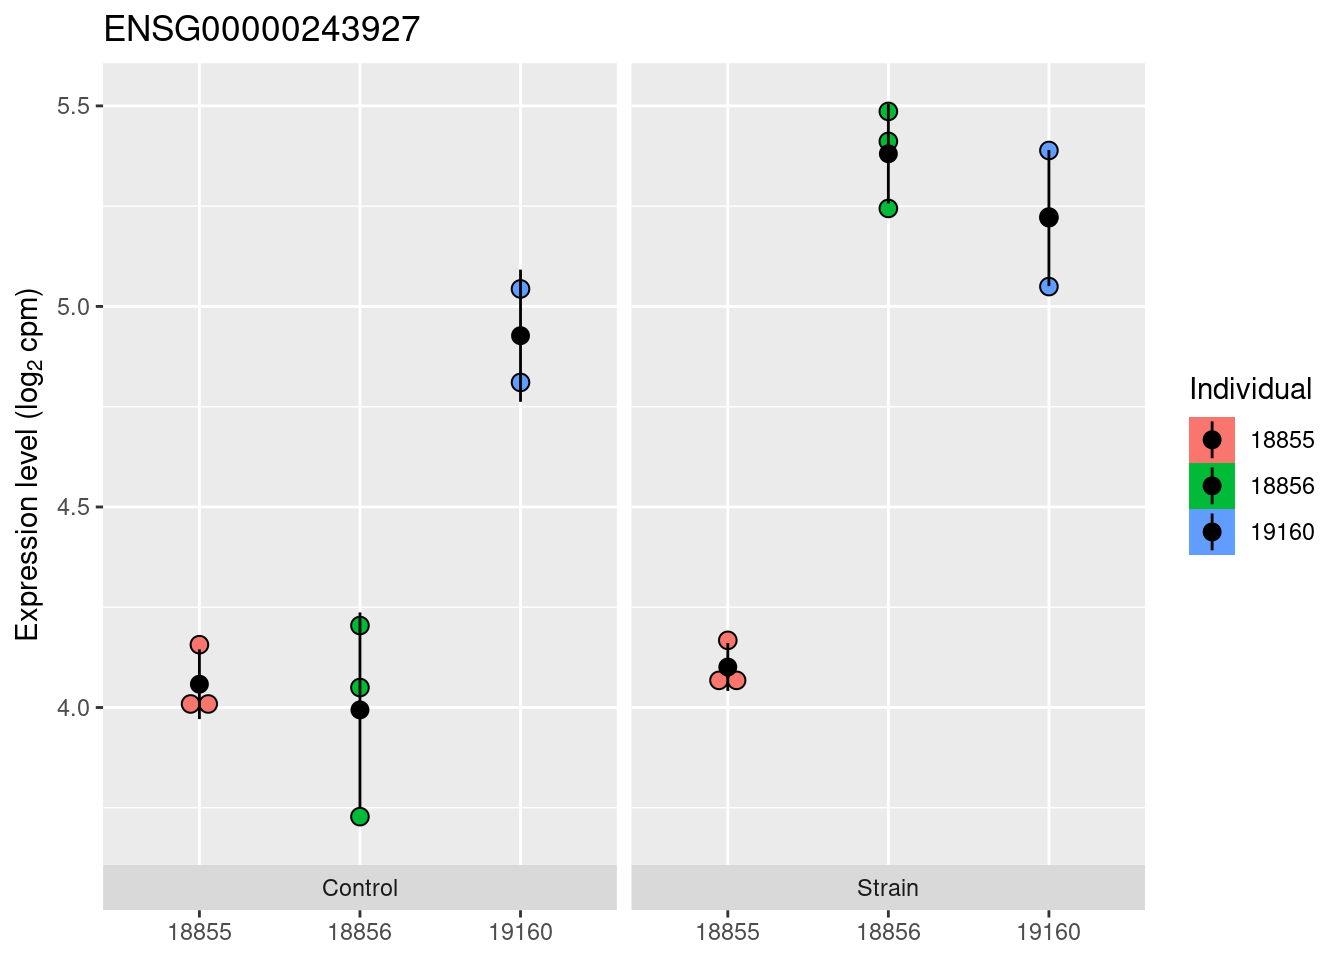 ENSG00000243927
Expression level (log2 cpm)
5.5
5.0
4.5
4.0
Control
Strain
18855
18856
19160
18855
18856
19160
Individual
18855
18856
19160